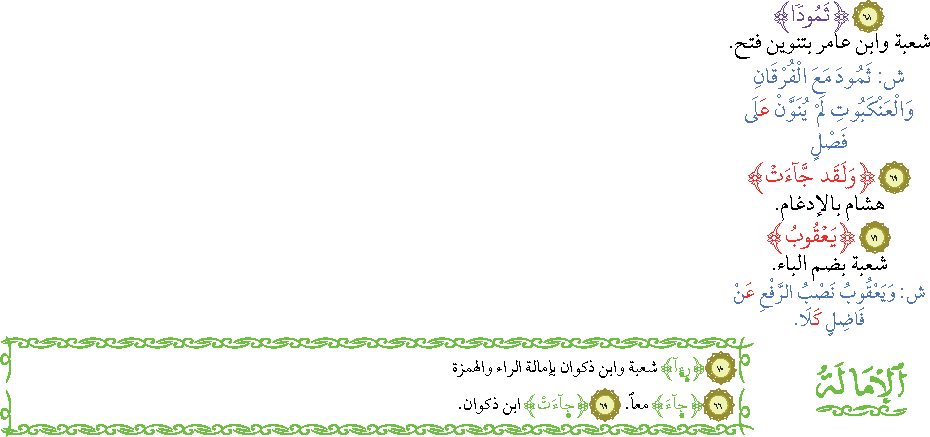 ٦٨ ﴿ثَمُودٗا﴾
شعبة وابن عامر بتنوين فتح.
ش: ثَمُودَ مَعَ الْفُرْقَانِ
وَالْعَنْكَبُوتِ لَمْ يُنَوَّنْ عَلَى
فَصْلٍ
٦٩ ﴿وَلَقَد جَّآءَتْ﴾
هشام بالإدغام.
٧١ ﴿يَعْقُوبُ﴾
شعبة بضم الباء.
ش: وَيَعْقُوبُ نَصْبُ الرَّفْعِ عَنْ
فَاضِلٍ كَلَا.
الإِمَالَةُ
٧٠ ﴿رِءَآ﴾ شعبة وابن ذكوان بإمالة الراء والهمزة
٦٦ ﴿جَآءَ﴾ معاً. ٦٩ ﴿جَآءَتْ﴾ ابن ذكوان.